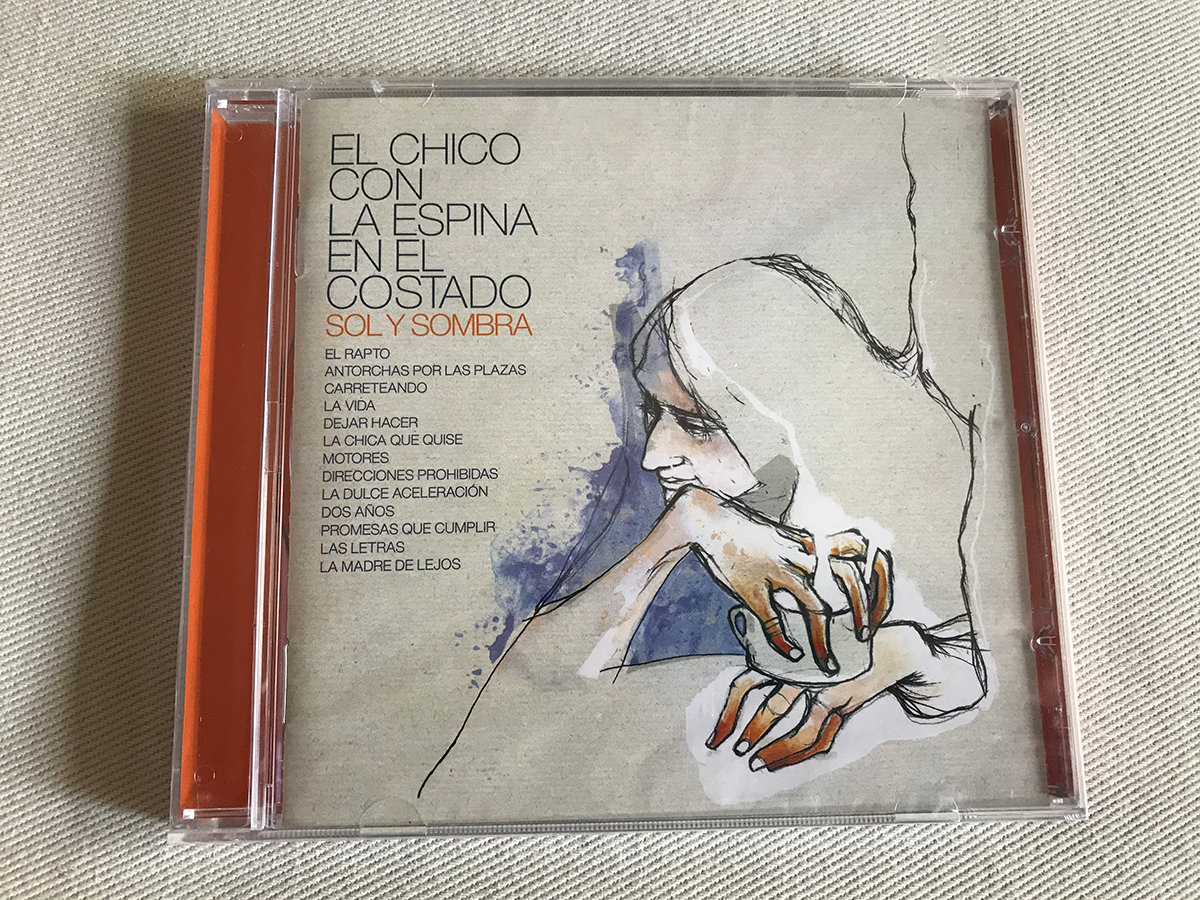 EL CHICO
CON
LA ESPINA
EN EL
COSTADO
SOL Y SOMBRA
EL RAPTO
ANTORCHAS POR LAS PLAZAS
CARRETEANDO
LA VIDA
DEJAR HACER
LA CHICA QUE QUISE
MOTORES
DIRECCIONES PROHIBIDAS
LA DULCE ACELERACIÓN
DOS AÑOS
PROMESAS QUE CUMPLIR
LAS LETRAS
LA MADRE DE LEJOS